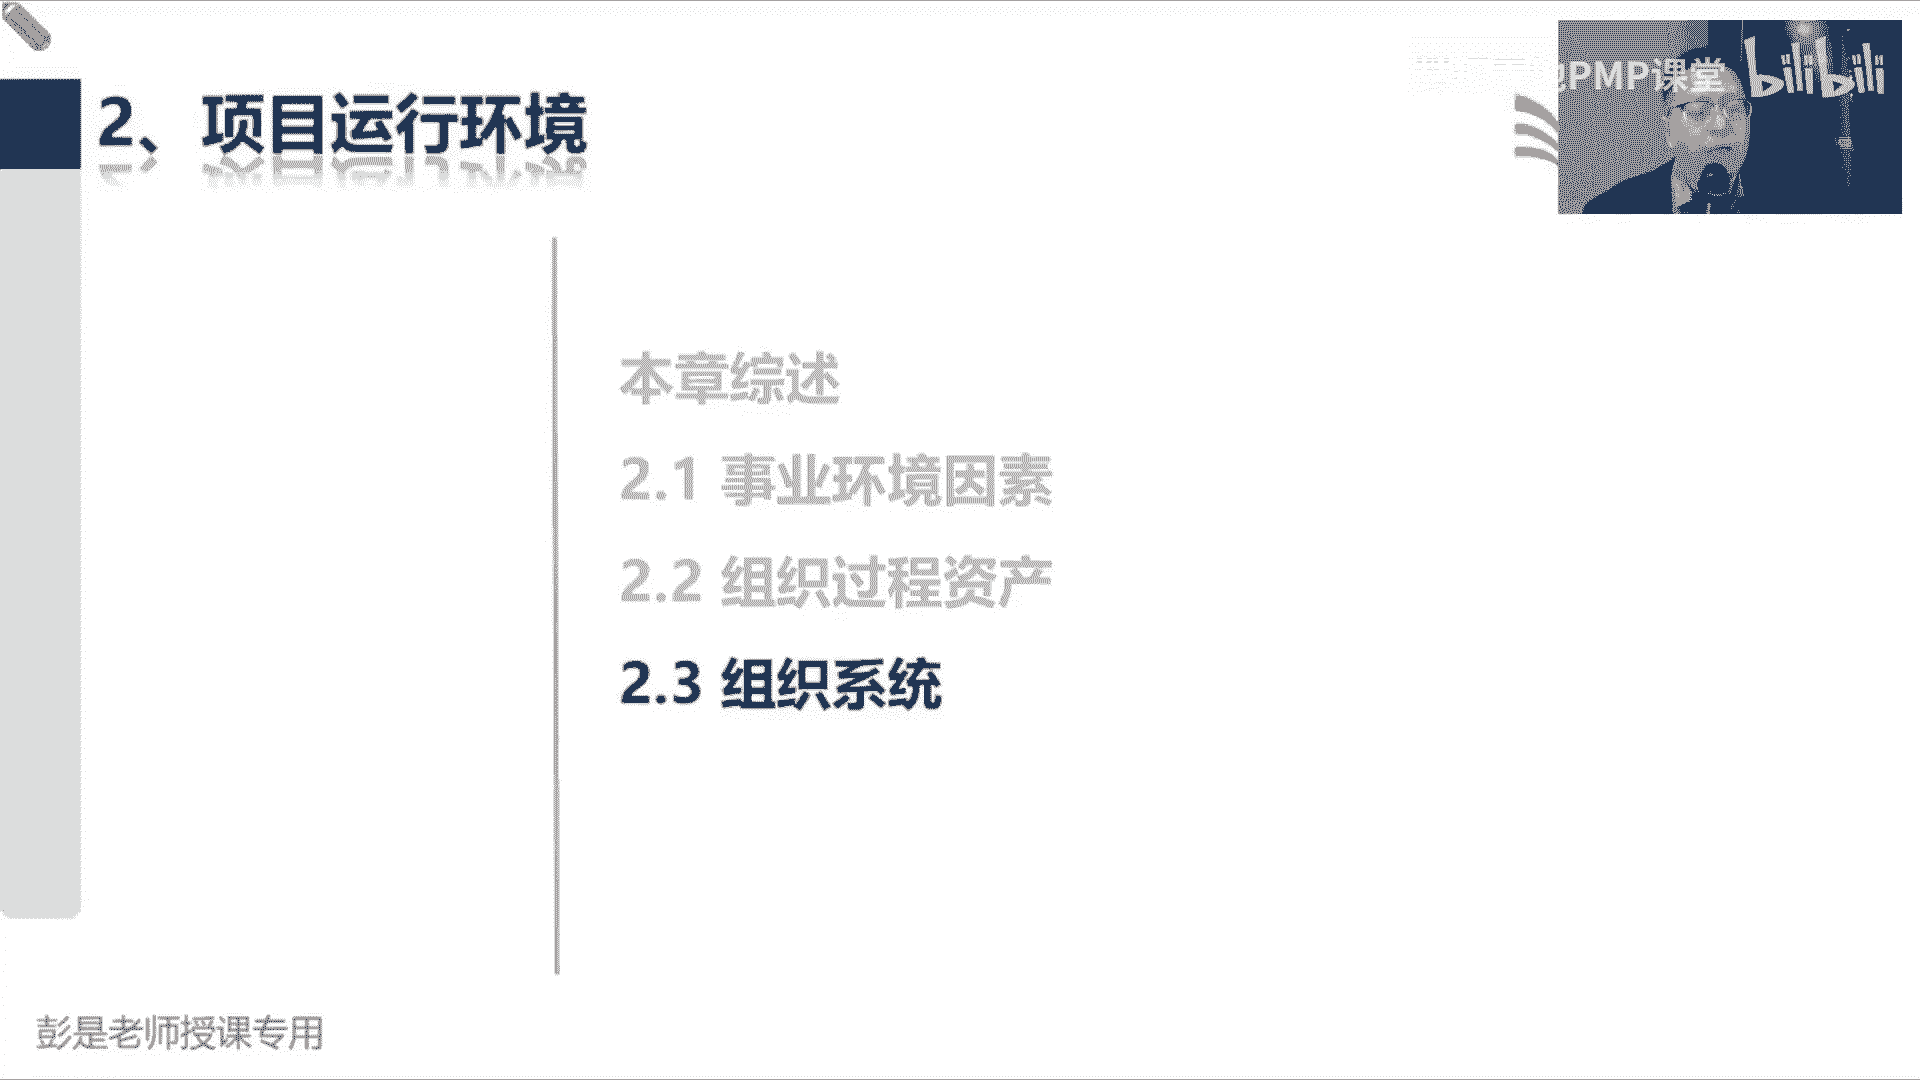 PMP课堂 bilibili
2、项目运行环境
本章综述
2.1 事业环境因素
2.2 组织过程资产
2.3 组织系统
彭是老师授课专用